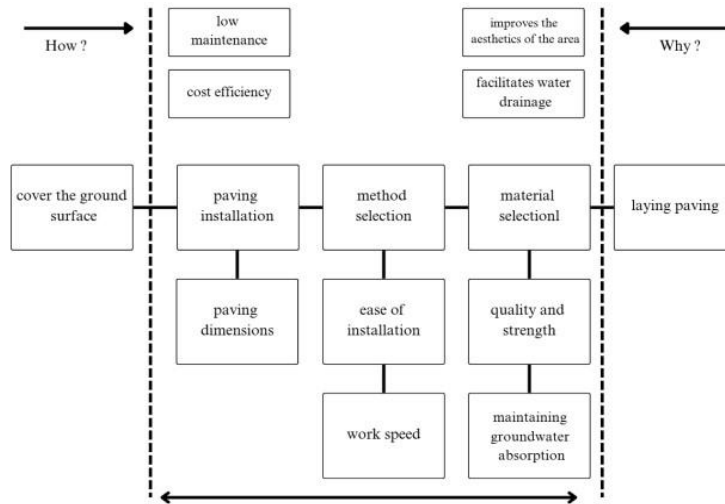 How ?
low
maintenance
improves the
aesthetics of the area
Why ?
cost efficiency
facilitates water
drainage
cover the ground
surface
paving
installation
method
selection
material
selectionl
laying paving
paving
dimensions
ease of
installation
quality and
strength
work speed
maintaining
groundwater
absorption